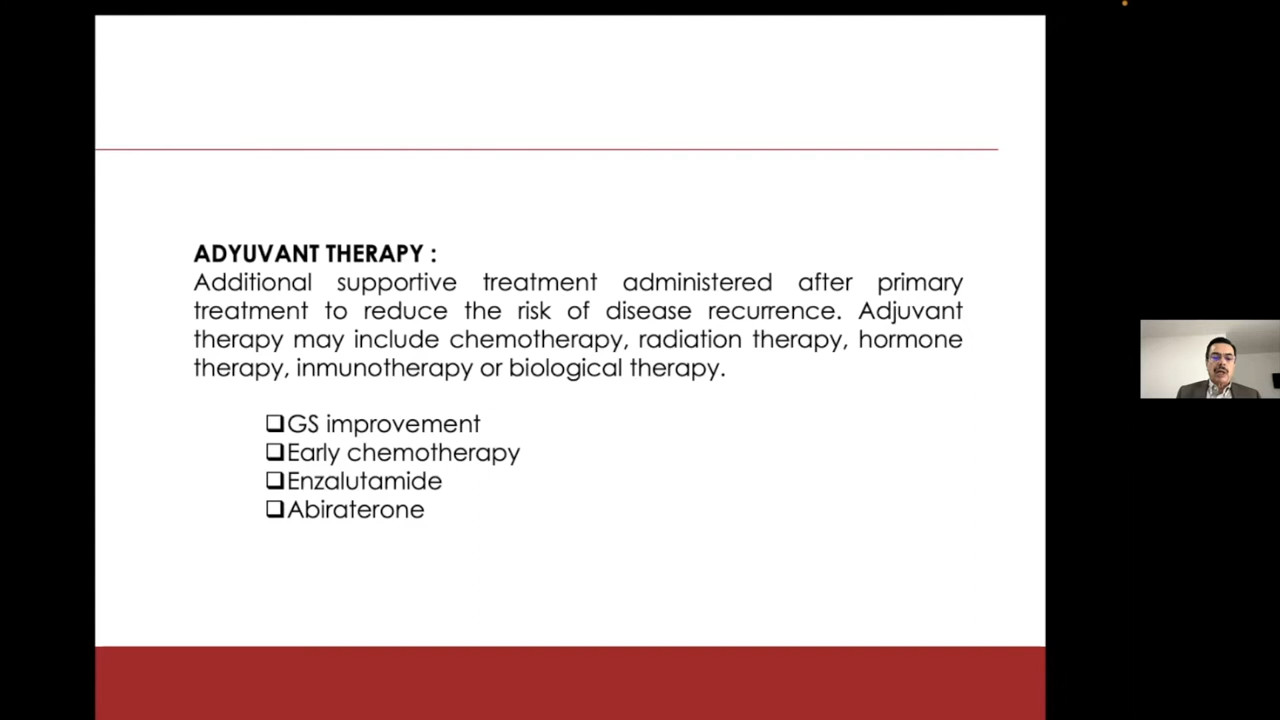 ADYUVANT THERAPY :
Additional supportive treatment administered after primary
treatment to reduce the risk of disease recurrence. Adjuvant
therapy may include chemotherapy, radiation therapy, hormone
therapy, inmunotherapy or biological therapy.
❑GS improvement
❑Early chemotherapy
❑Enzalutamide
❑Abiraterone